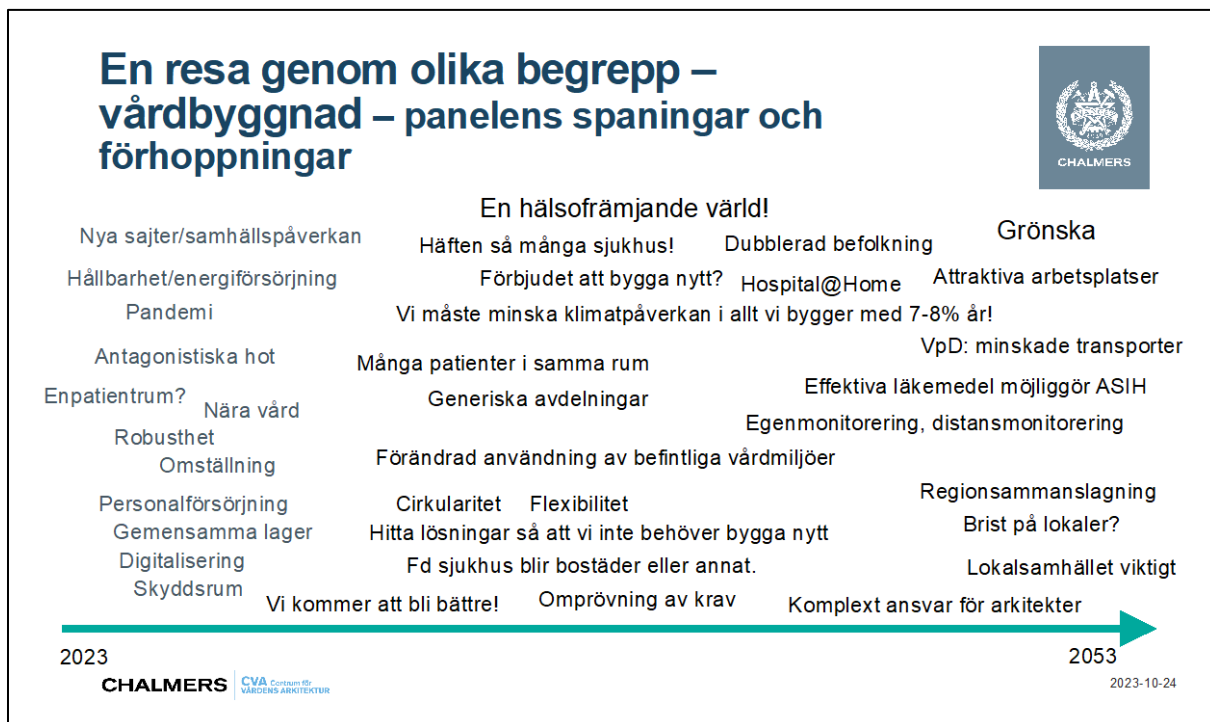 En resa genom olika begrepp –
vårdbyggnad – panelens spaningar och
förhoppningar
CHALMERS
En hälsofrämjande värld!
Nya sajter/samhällspåverkan
Häften så många sjukhus!
Dubblerad befolkning
Grönska
Hållbarhet/energiförsörjning
Förbjudet att bygga nytt?
Hospital@Home
Attraktiva arbetsplatser
Pandemi
Vi måste minska klimatpåverkan i allt vi bygger med 7-8% år!
Antagonistiska hot
Många patienter i samma rum
VpD: minskade transporter
Enpatientrum?
Nära vård
Generiska avdelningar
Effektiva läkemedel möjliggör ASIH
Egenmonitorering, distansmonitorering
Robusthet
Omställning
Förändrad användning av befintliga vårdmiljöer
Personalförsörjning
Cirkularitet
Flexibilitet
Regionsammanslagning
Gemensamma lager
Hitta lösningar så att vi inte behöver bygga nytt
Brist på lokaler?
Digitalisering
Fd sjukhus blir bostäder eller annat.
Lokalsamhället viktigt
Skyddsrum
Vi kommer att bli bättre!
Omprövning av krav
Komplext ansvar för arkitekter
2023
2053
CHALMERS
CVA Centrum för
VÅRDENS ARKITEKTUR
2023-10-24